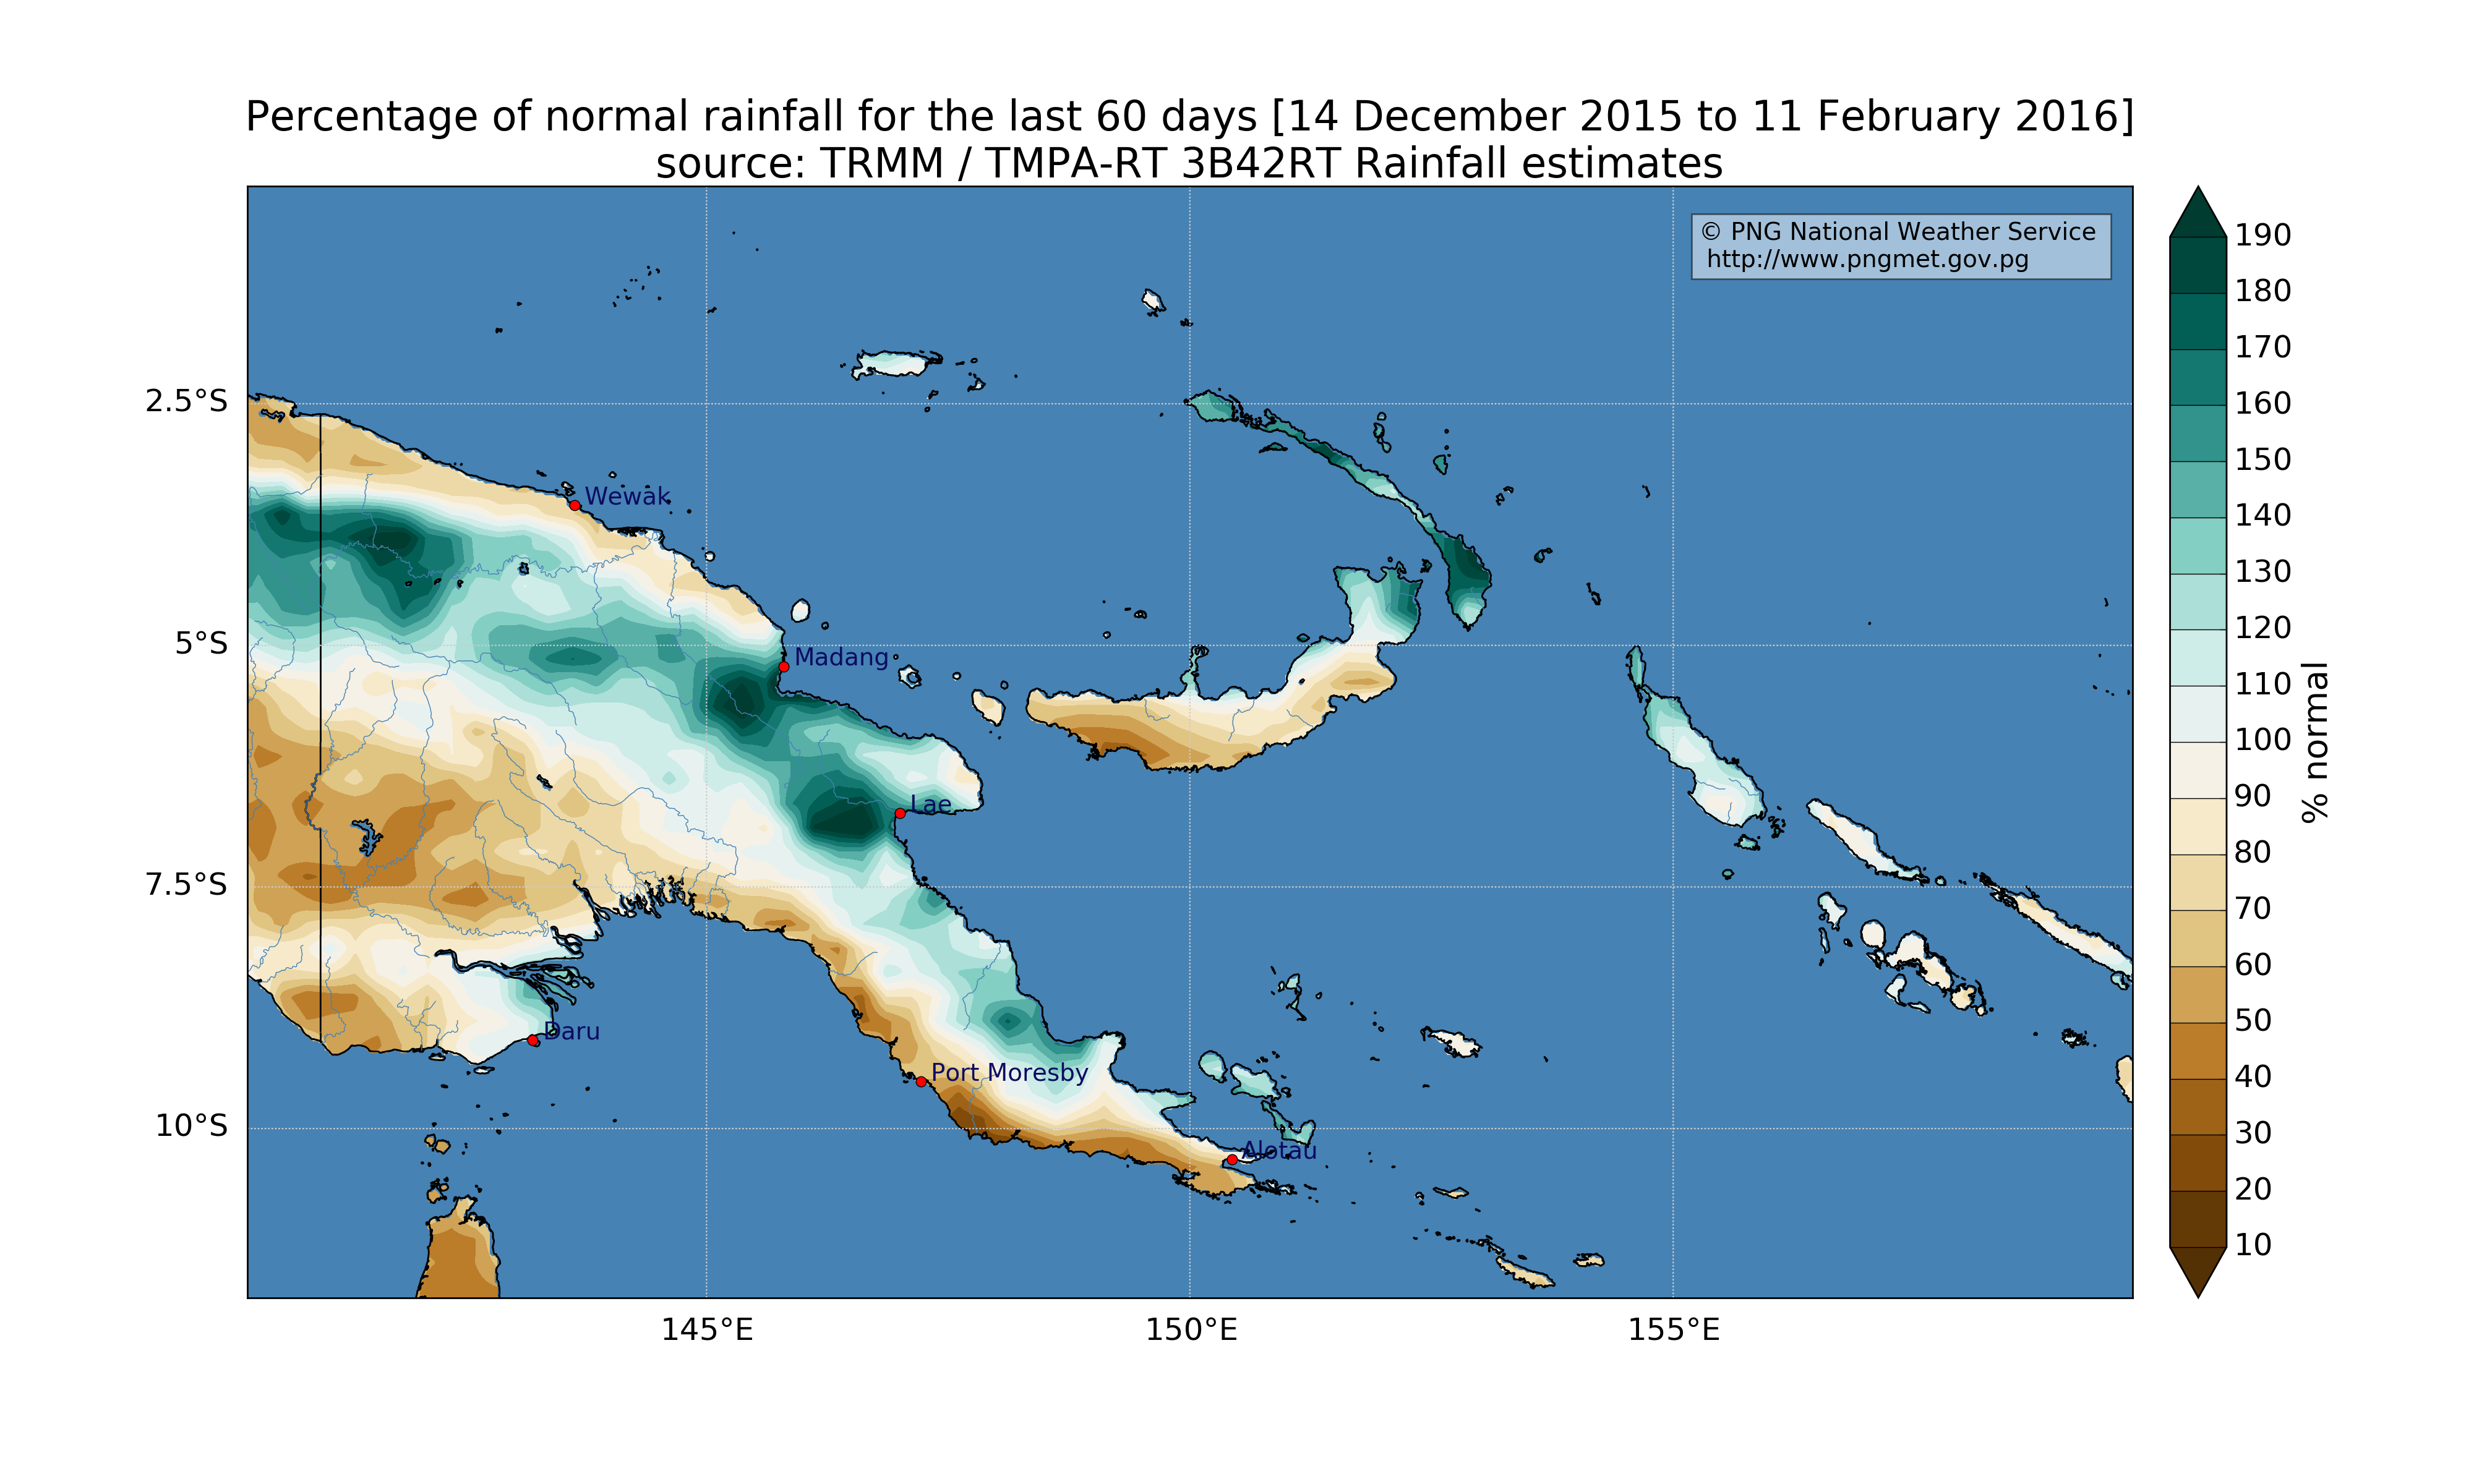 Percentage of normal rainfall for the last 60 days [14 December 2015 to 11 February 2016]
source: TRMM / TMPA-RT 3B42RT Rainfall estimates
© PNG National Weather Service
http://www.pngmet.gov.pg
2.5°S
5°S
7.5°S
10°S
Wewak
Madang
Lae
Daru
Port Moresby
Alotau
145°E
150°E
155°E
190
180
170
160
150
140
130
120
110
100
90
80
70
60
50
40
30
20
10
% normal